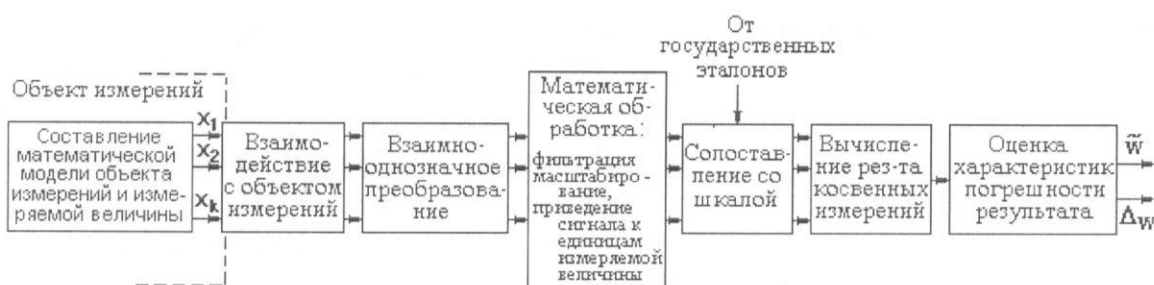 От
государственных
эталонов
Объект измерений
Составление
математической
модели объекта
измерений и изме-
ряемой величины
x1
x2
xk
Взаимо-
действие
с объектом
измерений
Взаимно-
однозначное
преобразова-
ние
Математи-
ческая об-
работка:
фильтрация
масштабиро-
вание,
приведение
сигнала к
единицам
измеряемой
величины
Сопостав-
ление со
шкалой
Вычисле-
ние рез-та
косвенных
измерений
Оценка
характеристик
погрешности
результата
w̃
Δw